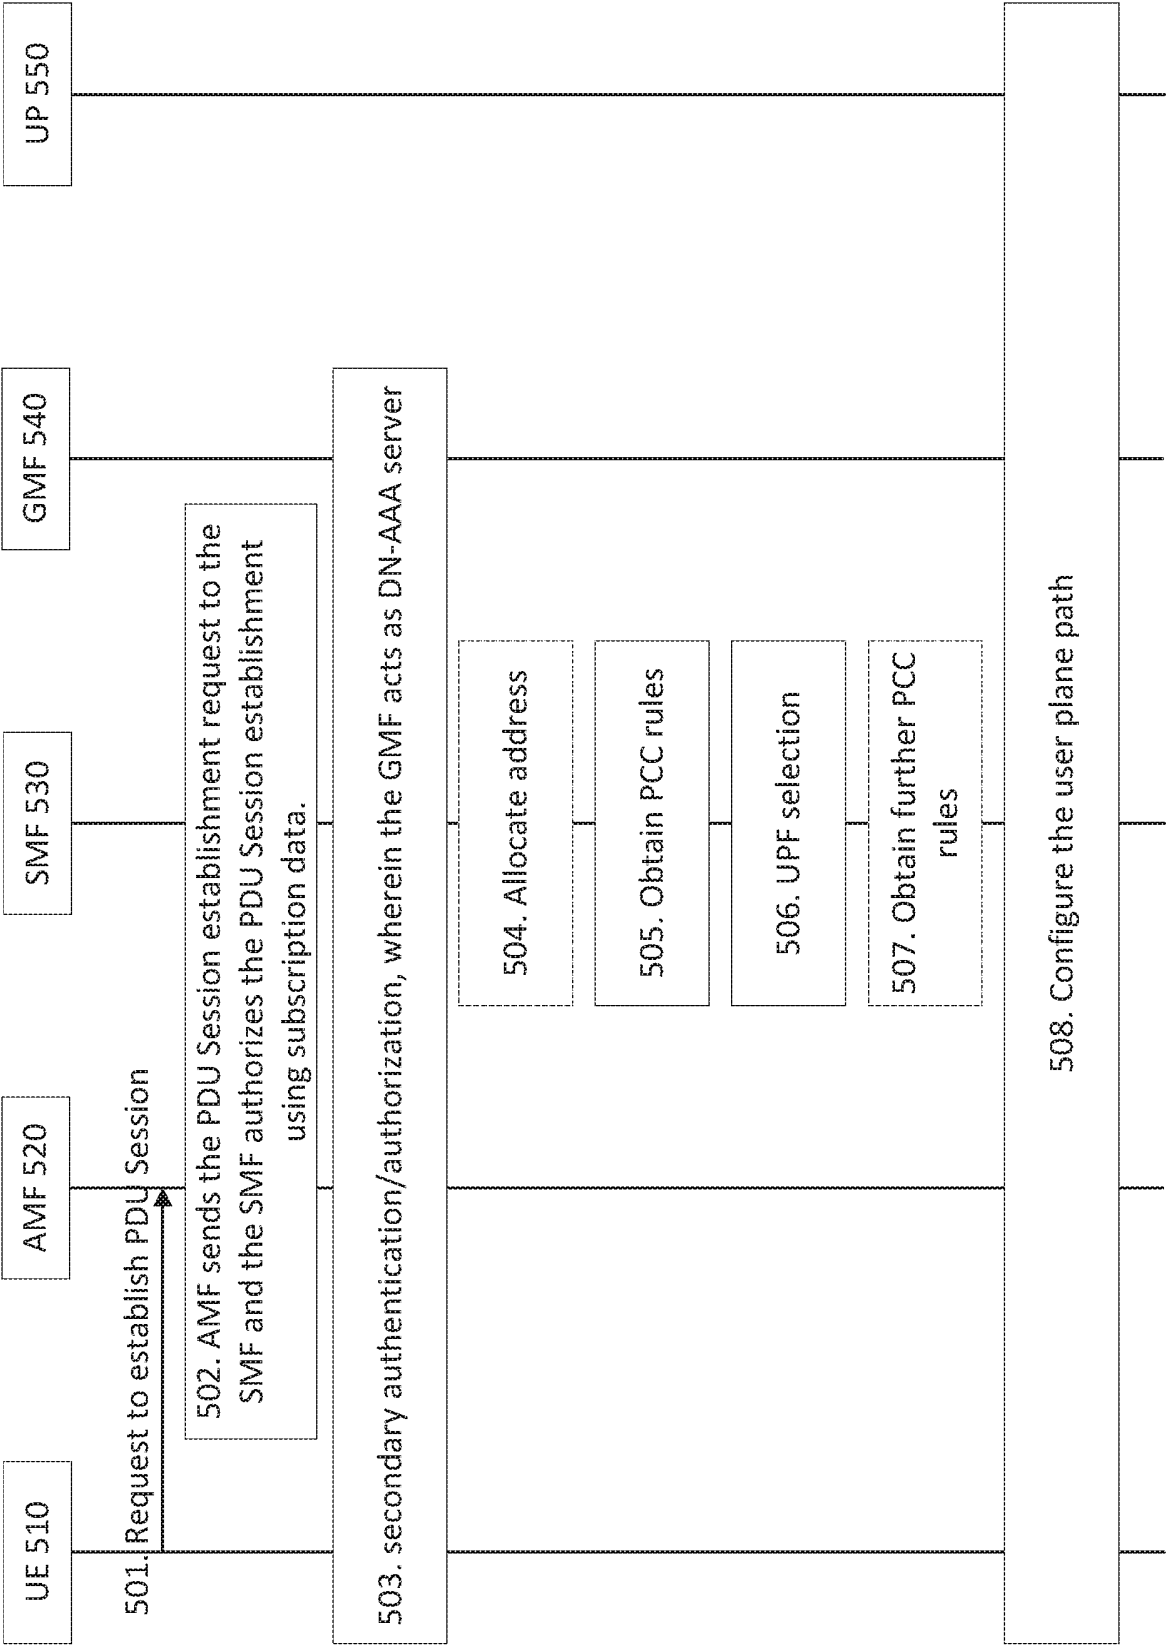 UE 510
AMF 520
SMF 530
GMF 540
UP 550
501. Request to establish PDU Session
502. AMF sends the PDU Session establishment request to the
SMF and the SMF authorizes the PDU Session establishment
using subscription data.
503. secondary authentication/authorization, wherein the GMF acts as DN-AAA server
504. Allocate address
505. Obtain PCC rules
506. UPF selection
507. Obtain further PCC
rules
508. Configure the user plane path